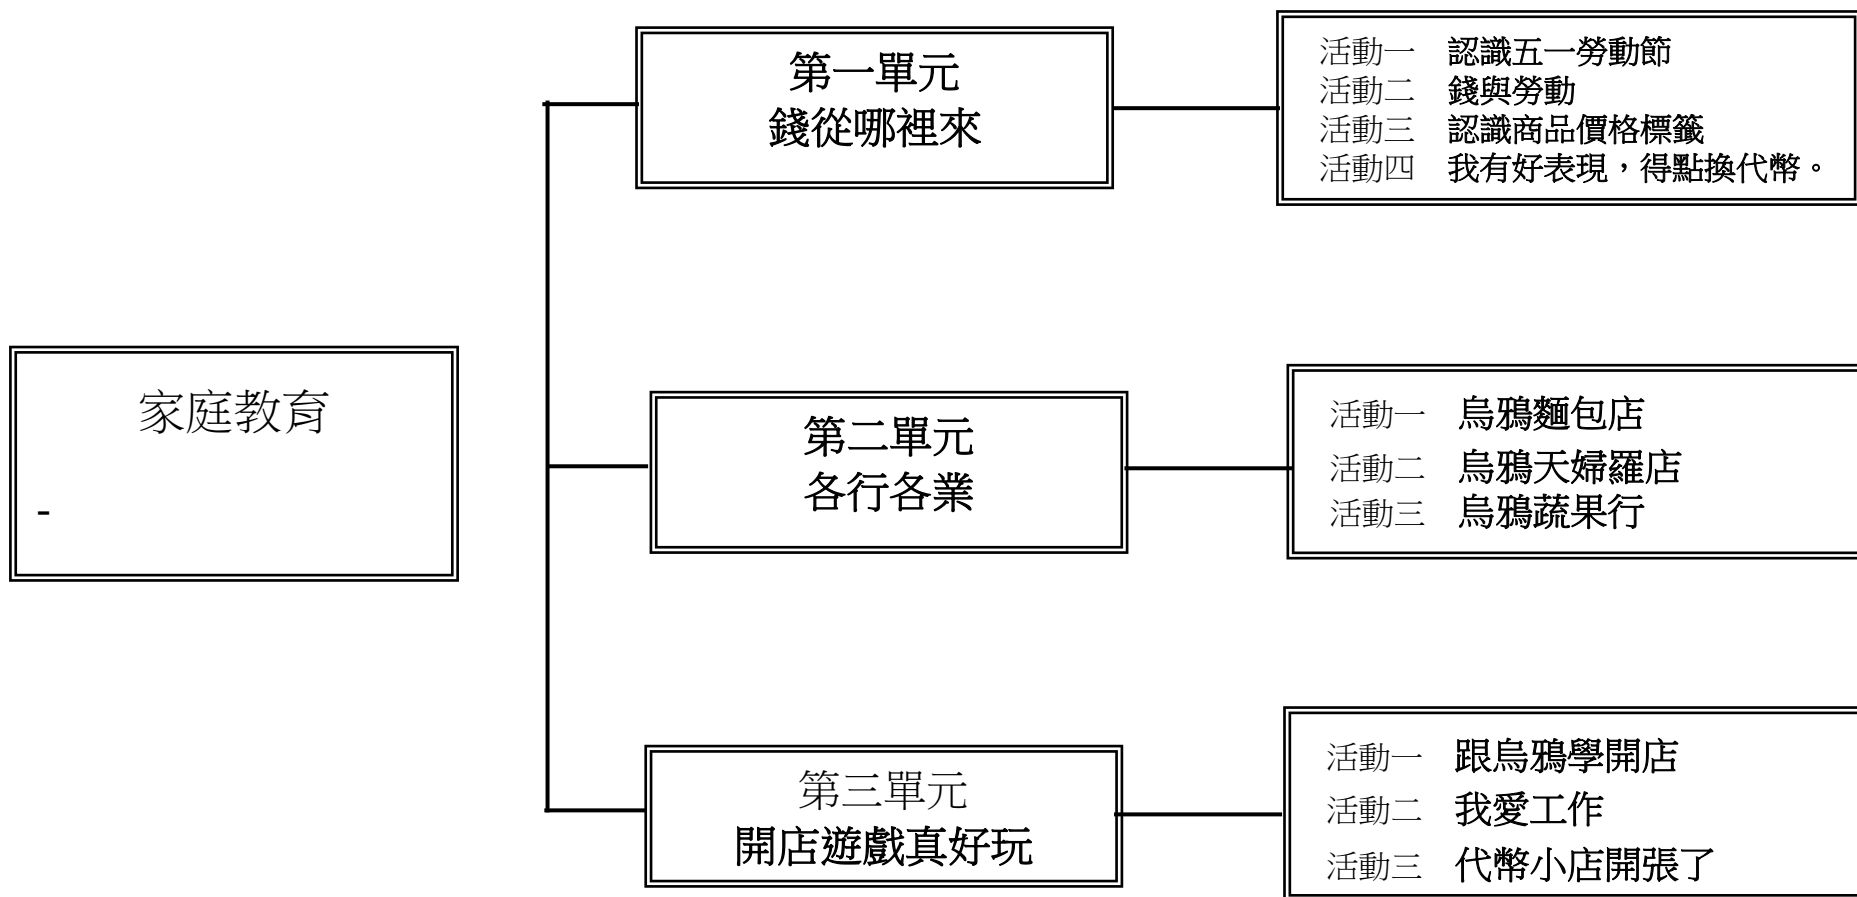 家庭教育
-
第一單元
錢從哪裡來
活動一 認識五一勞動節
活動二 錢與勞動
活動三 認識商品價格標籤
活動四 我有好表現，得點換代幣。
第二單元
各行各業
活動一 烏鴉麵包店
活動二 烏鴉天婦羅店
活動三 烏鴉蔬果行
第三單元
開店遊戲真好玩
活動一 跟烏鴉學開店
活動二 我愛工作
活動三 代幣小店開張了